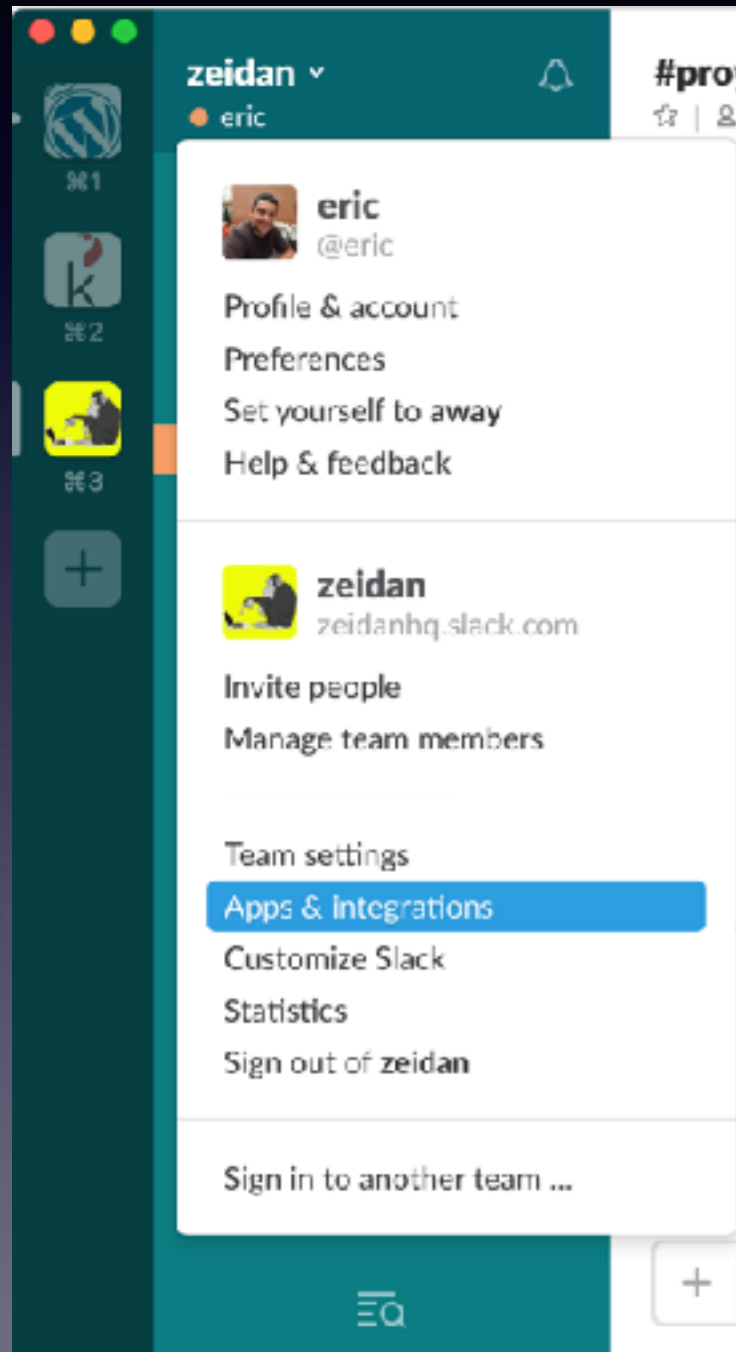 zeidan
eric
⌘1
⌘2
⌘3
eric
@eric
Profile & account
Preferences
Set yourself to away
Help & feedback
zeidan
zeidanhq.slack.com
Invite people
Manage team members
Team settings
Apps & integrations
Customize Slack
Statistics
Sign out of zeidan
Sign in to another team ...